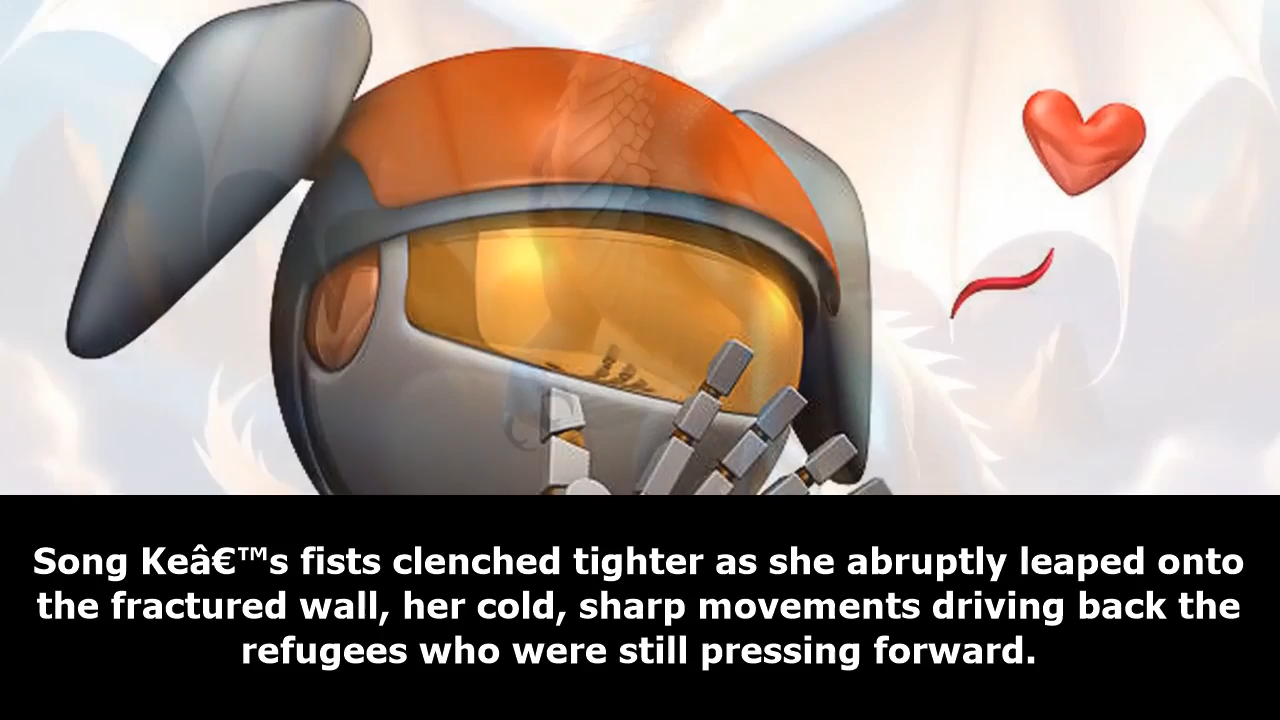 Song Keâ€™s fists clenched tighter as she abruptly leaped onto
the fractured wall, her cold, sharp movements driving back the
refugees who were still pressing forward.